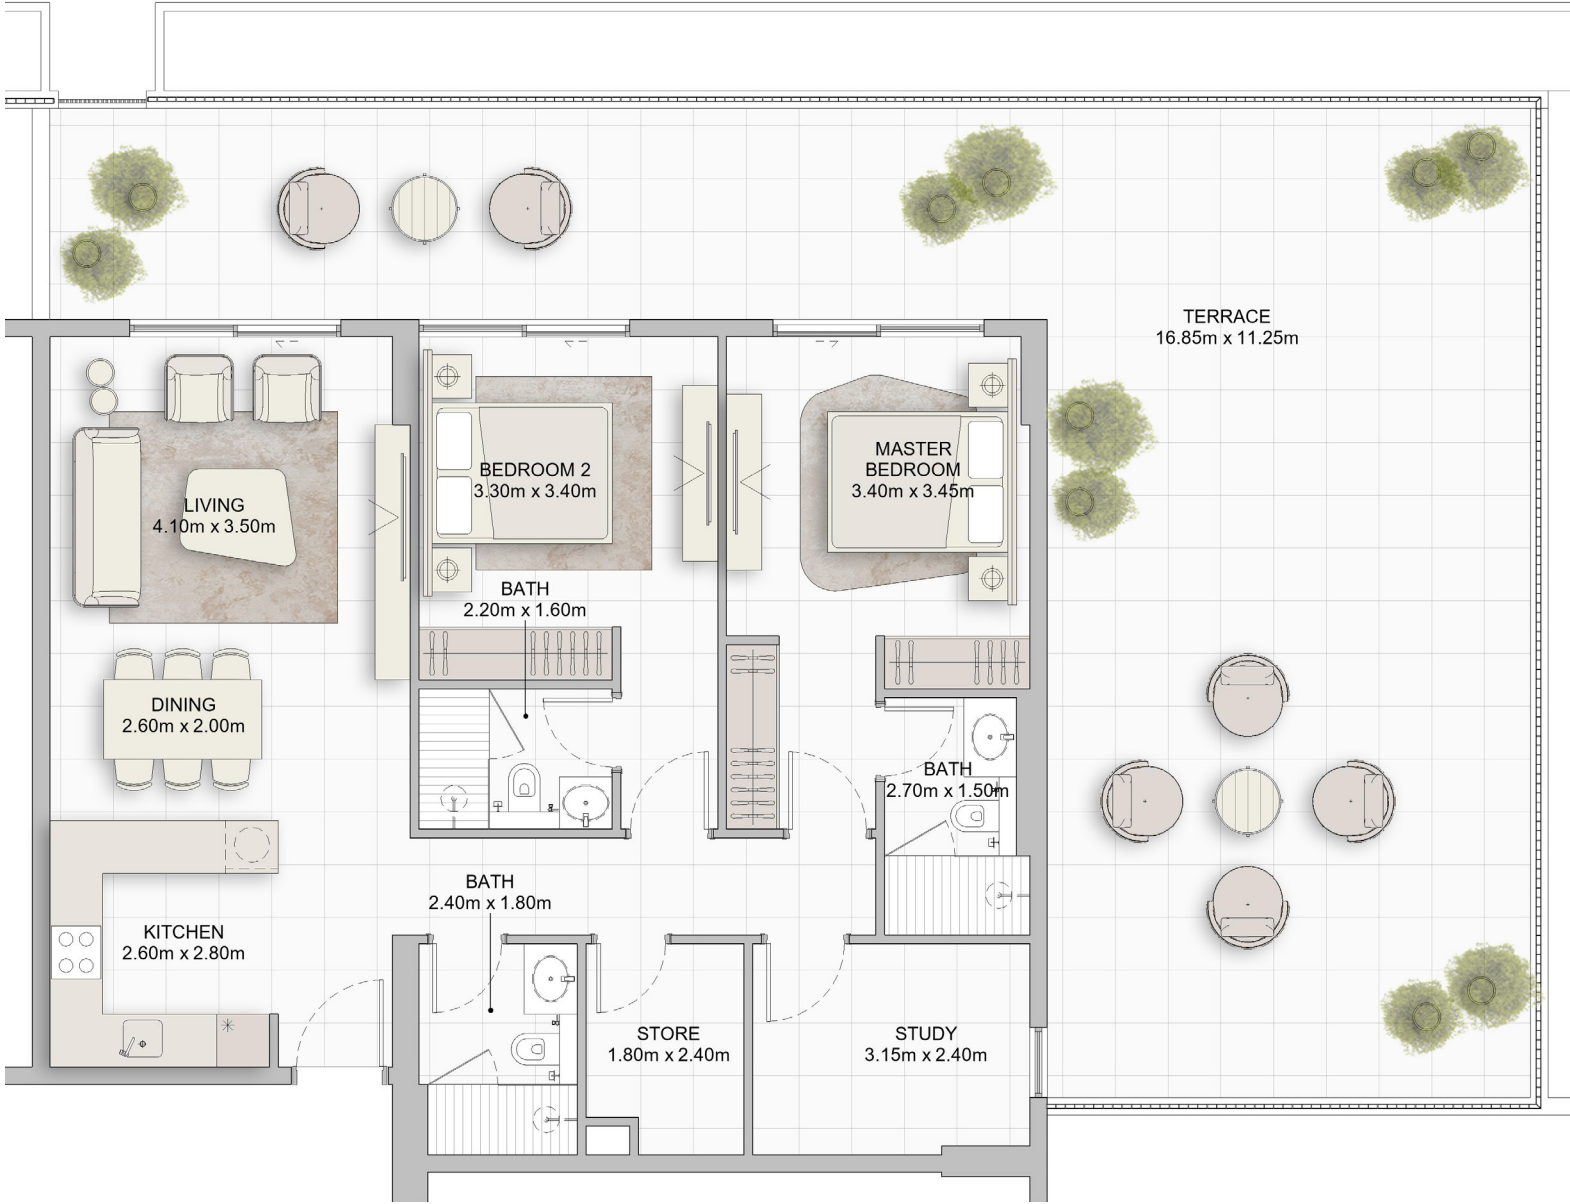 TERRACE
16.85m x 11.25m
MASTER
BEDROOM
3.40m x 3.45m
BEDROOM 2
3.30m x 3.40m
LIVING
4.10m x 3.50m
BATH
2.20m x 1.60m
DINING
2.60m x 2.00m
BATH
2.70m x 1.50m
BATH
2.40m x 1.80m
KITCHEN
2.60m x 2.80m
STORE
1.80m x 2.40m
STUDY
3.15m x 2.40m